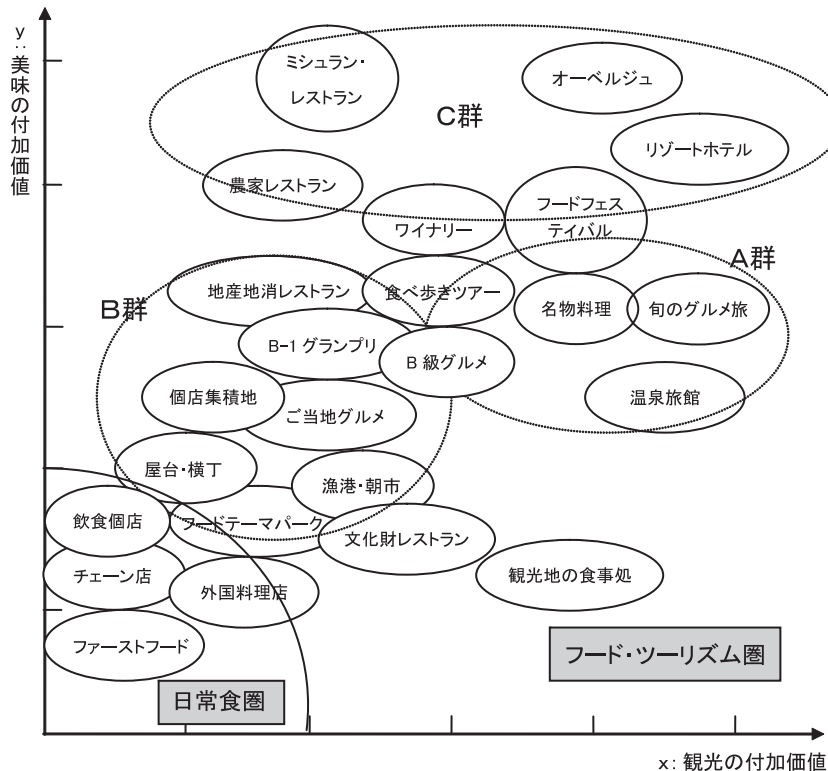 y:美味の付加価値
ミシュラン・
レストラン
オーベルジュ
C群
リゾートホテル
農家レストラン
フードフェス
ティバル
ワイナリー
A群
地産地消レストラン
食べ歩きツアー
B群
名物料理
旬のグルメ旅
B-1グランプリ
B級グルメ
個店集積地
ご当地グルメ
温泉旅館
屋台・横丁
漁港・朝市
飲食個店
フードテーマパーク
文化財レストラン
チェーン店
外国料理店
観光地の食事処
ファーストフード
フード・ツーリズム圏
日常食圏
x:観光の付加価値